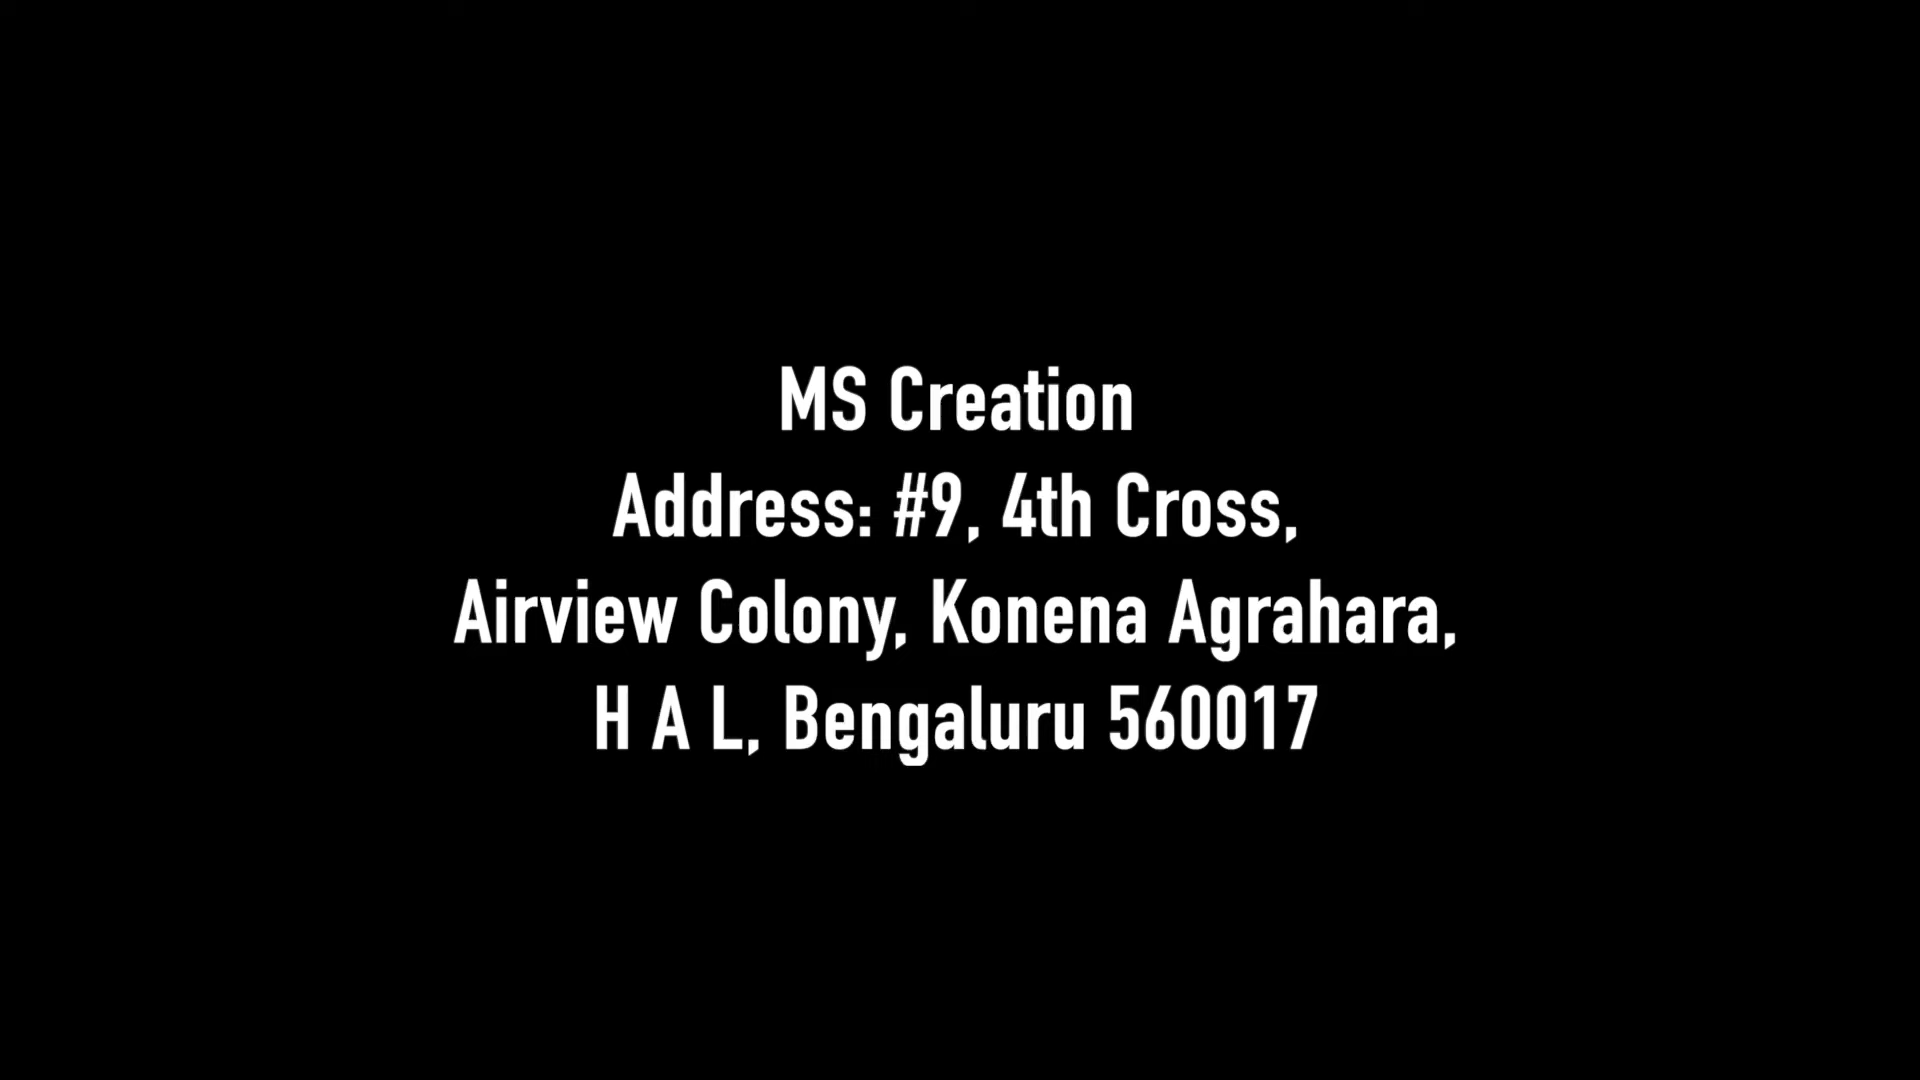 MS Creation
Address: #9, 4th Cross,
Airview Colony, Konena Agrahara,
H A L, Bengaluru 560017